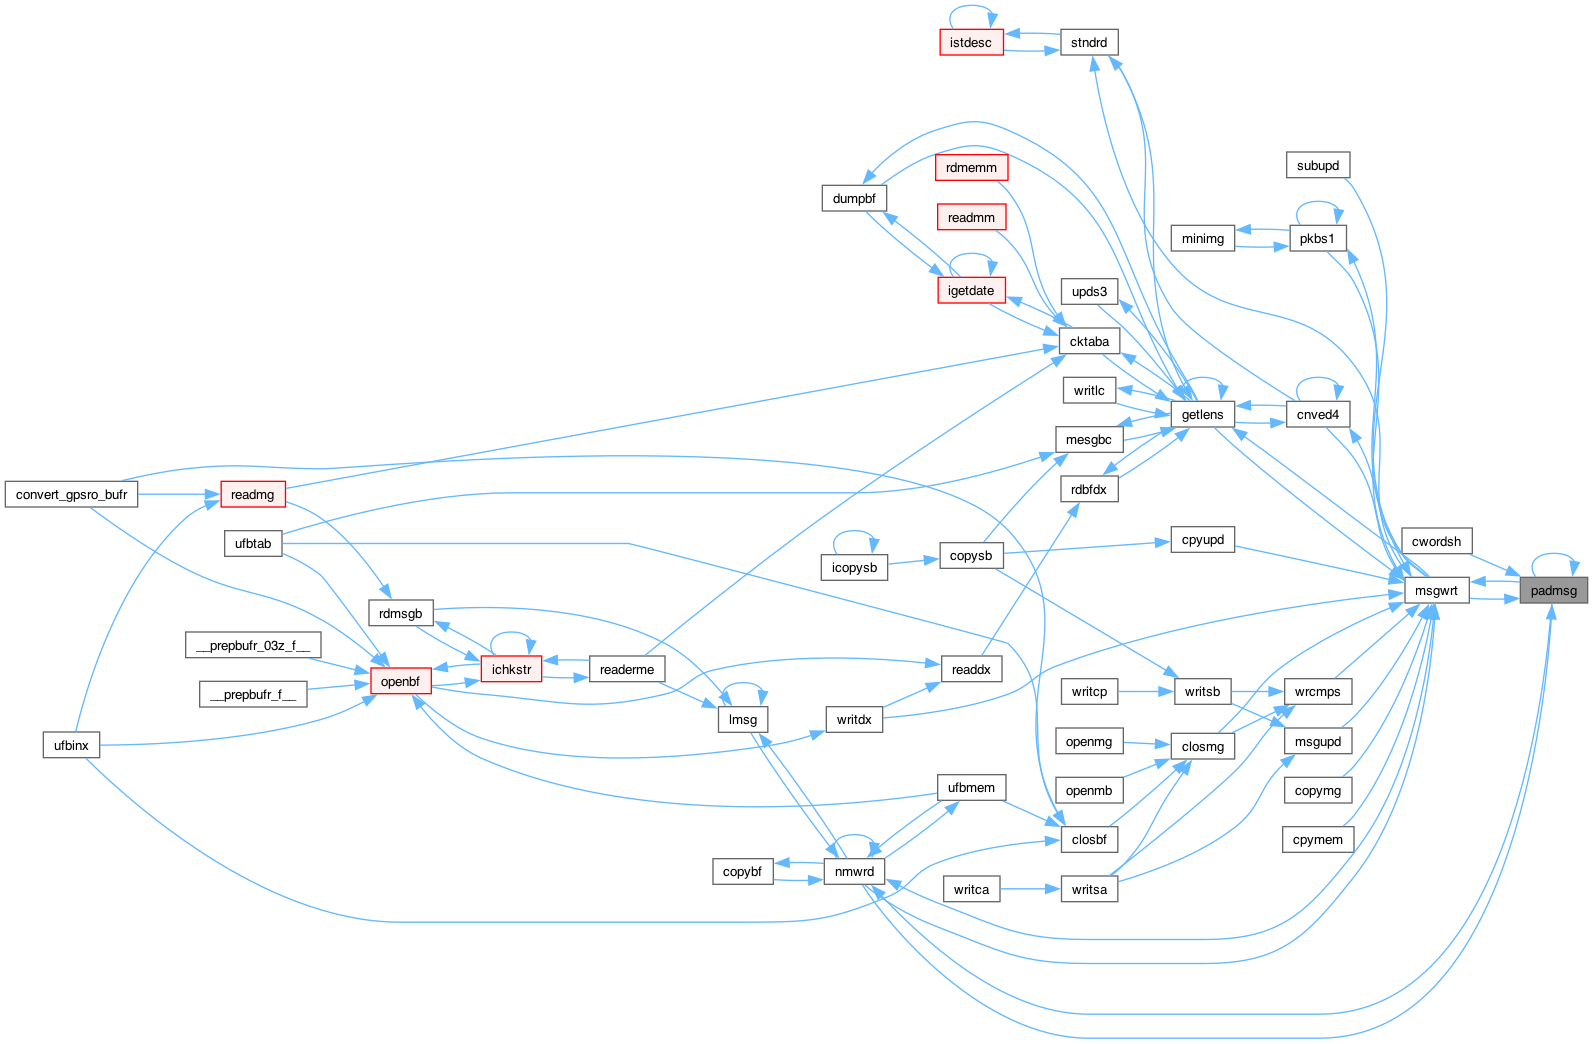 istdesc
stndrd
subupd
rdmemm
dumpbf
readmm
minimg
pkbs1
igetdate
upds3
cktaba
writlc
getlens
cnved4
mesgbc
rdbfdx
convert_gpsro_bufr
readmg
ufbtab
cpyupd
cwordsh
copysb
icopysb
msgwrt
padmsg
rdmsgb
__prepbufr_03z_f__
ichkstr
readerme
readdx
openbf
__prepbufr_f__
writcp
writsb
wrcmps
lmsg
writdx
ufbinx
openmg
closmg
msgupd
ufbmem
openmb
copymg
closbf
cpymem
copybf
nmwrd
writca
writsa